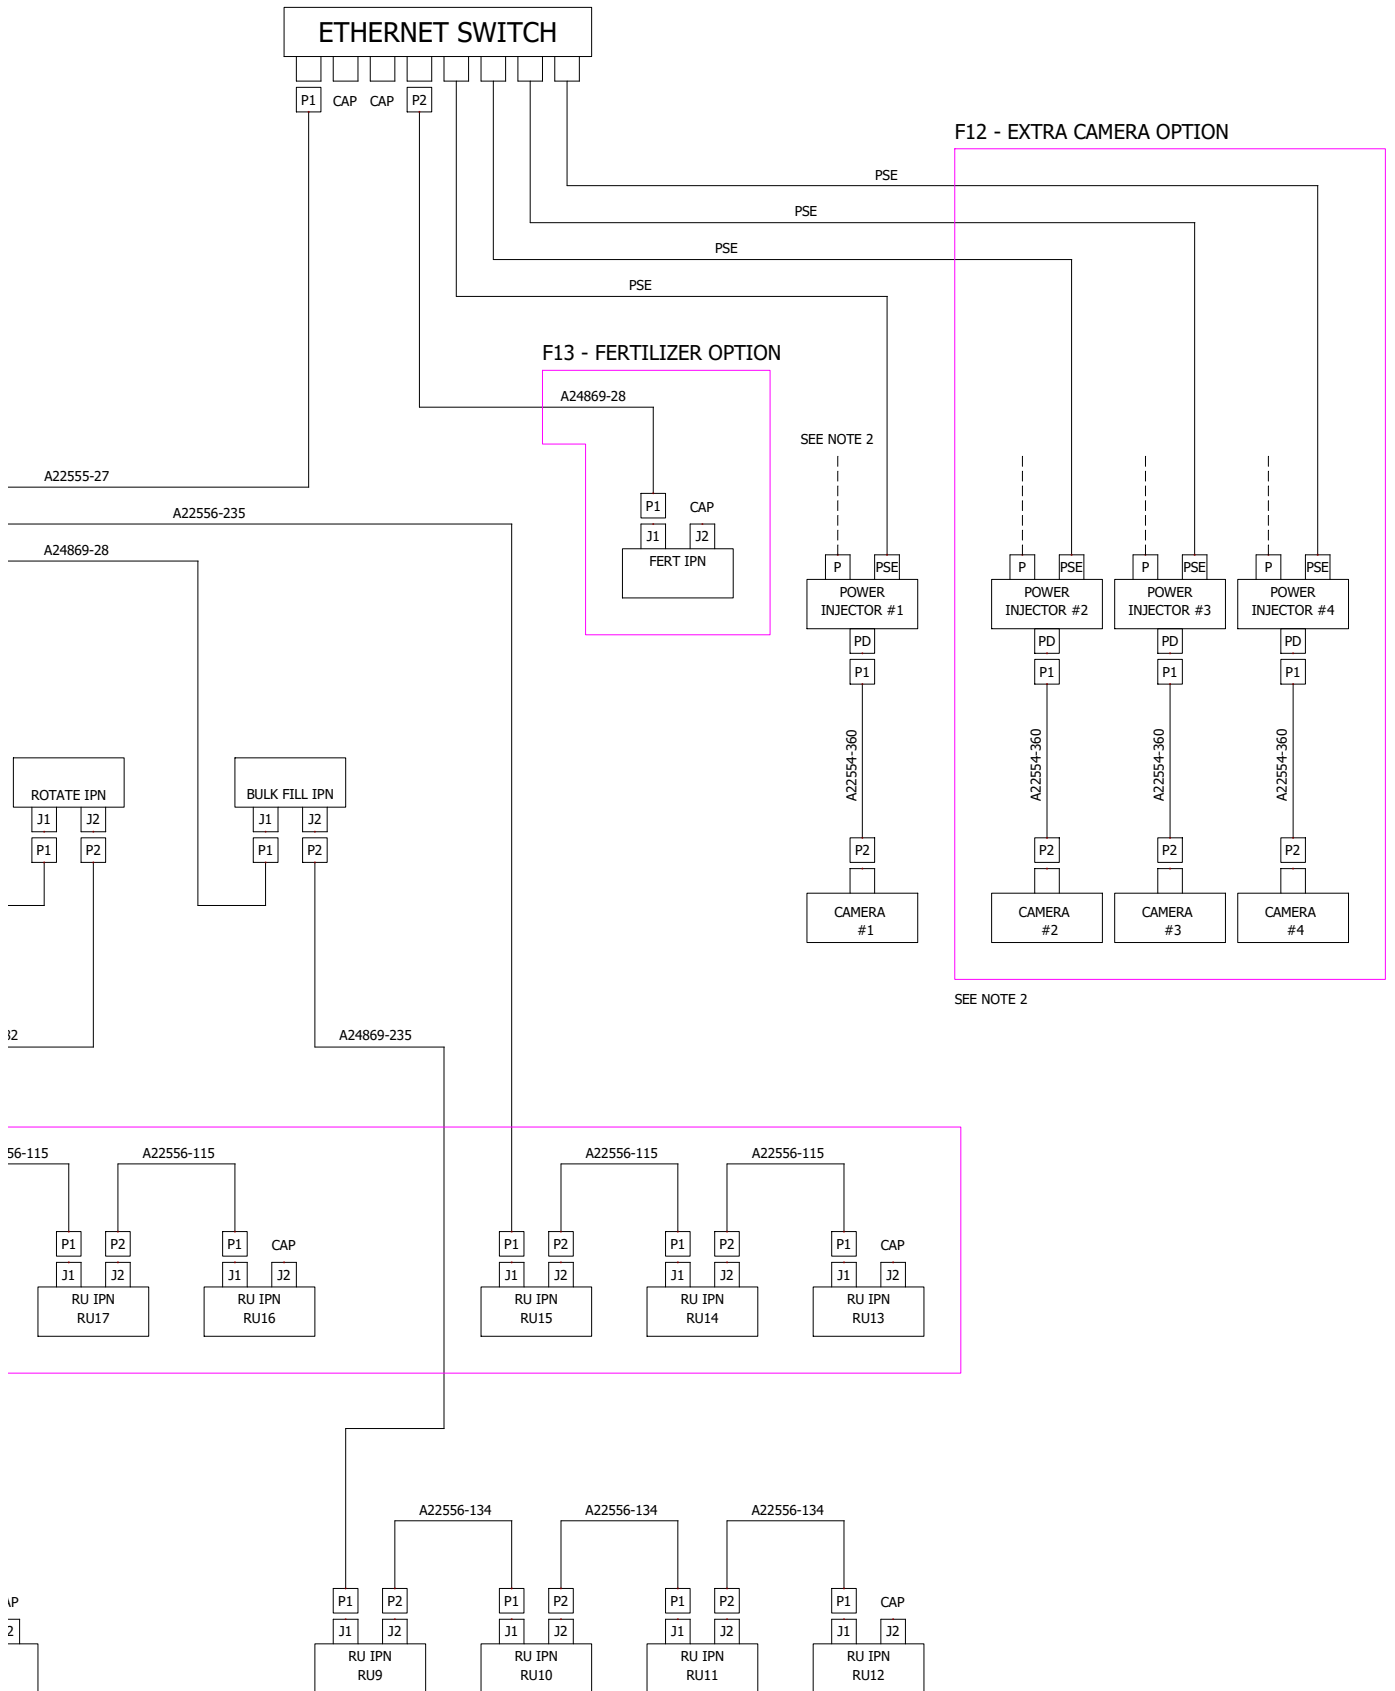 ETHERNET SWITCH
P1
CAP
CAP
P2
F12 - EXTRA CAMERA OPTION
PSE
PSE
PSE
PSE
F13 - FERTILIZER OPTION
A24869-28
SEE NOTE 2
A22555-27
P1
CAP
A22556-235
J1
J2
A24869-28
FERT IPN
P
PSE
P
PSE
P
PSE
P
PSE
POWER
INJECTOR #1
POWER
INJECTOR #2
POWER
INJECTOR #3
POWER
INJECTOR #4
PD
PD
PD
PD
P1
P1
P1
P1
A22554-360
A22554-360
A22554-360
A22554-360
ROTATE IPN
BULK FILL IPN
J1
J2
J1
J2
P1
P2
P1
P2
P2
P2
P2
P2
CAMERA
#1
CAMERA
#2
CAMERA
#3
CAMERA
#4
SEE NOTE 2
32
A24869-235
56-115
A22556-115
A22556-115
A22556-115
P1
P2
P1
CAP
P1
P2
P1
P2
P1
CAP
J1
J2
J1
J2
J1
J2
J1
J2
J1
J2
RU IPN
RU17
RU IPN
RU16
RU IPN
RU15
RU IPN
RU14
RU IPN
RU13
A22556-134
A22556-134
A22556-134
AP
P1
P2
P1
P2
P1
P2
P1
CAP
2
J1
J2
J1
J2
J1
J2
J1
J2
RU IPN
RU9
RU IPN
RU10
RU IPN
RU11
RU IPN
RU12